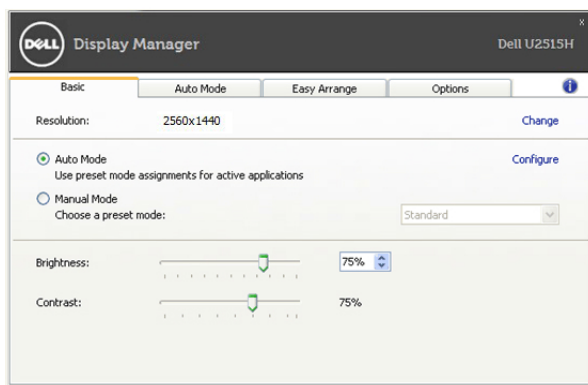 DELL Display Manager Dell U2515H
x
Basic Auto Mode Easy Arrange Options i
Resolution: 2560x1440 Change
Auto Mode Configure
Use preset mode assignments for active applications
Manual Mode
Choose a preset mode: Standard
Brightness: 75%
Contrast: 75%